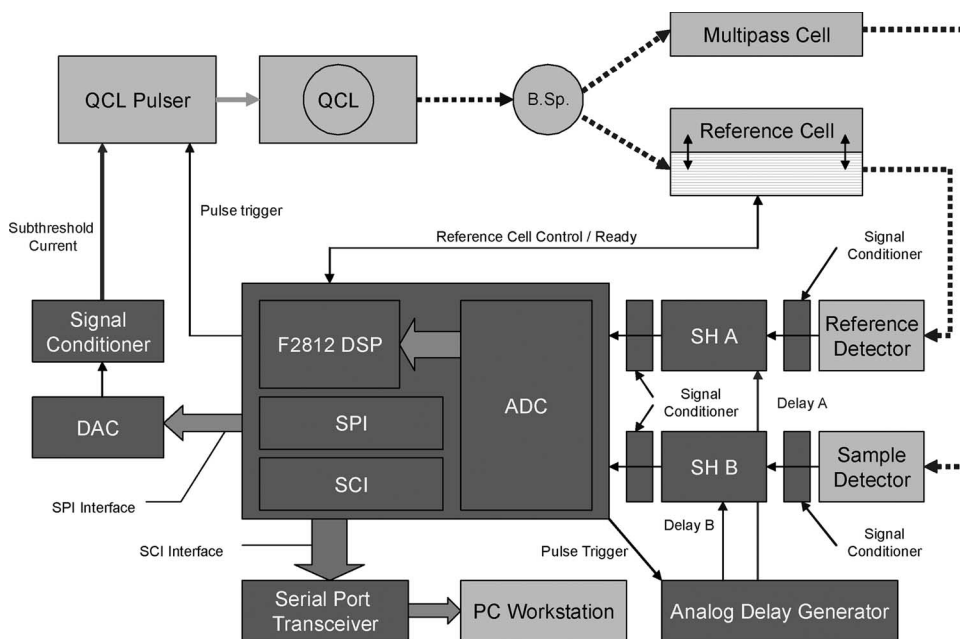 Multipass Cell
QCL Pulser
QCL
B.Sp.
Reference Cell
Pulse trigger
Subthreshold
Current
Reference Cell Control / Ready
Signal
Conditioner
Signal
Conditioner
F2812 DSP
ADC
SH A
Reference
Detector
Signal
Conditioner
Delay A
DAC
SPI
SH B
Sample
Detector
SCI
SPI Interface
Delay B
SCI Interface
Pulse Trigger
Signal
Conditioner
Serial Port
Transceiver
PC Workstation
Analog Delay Generator